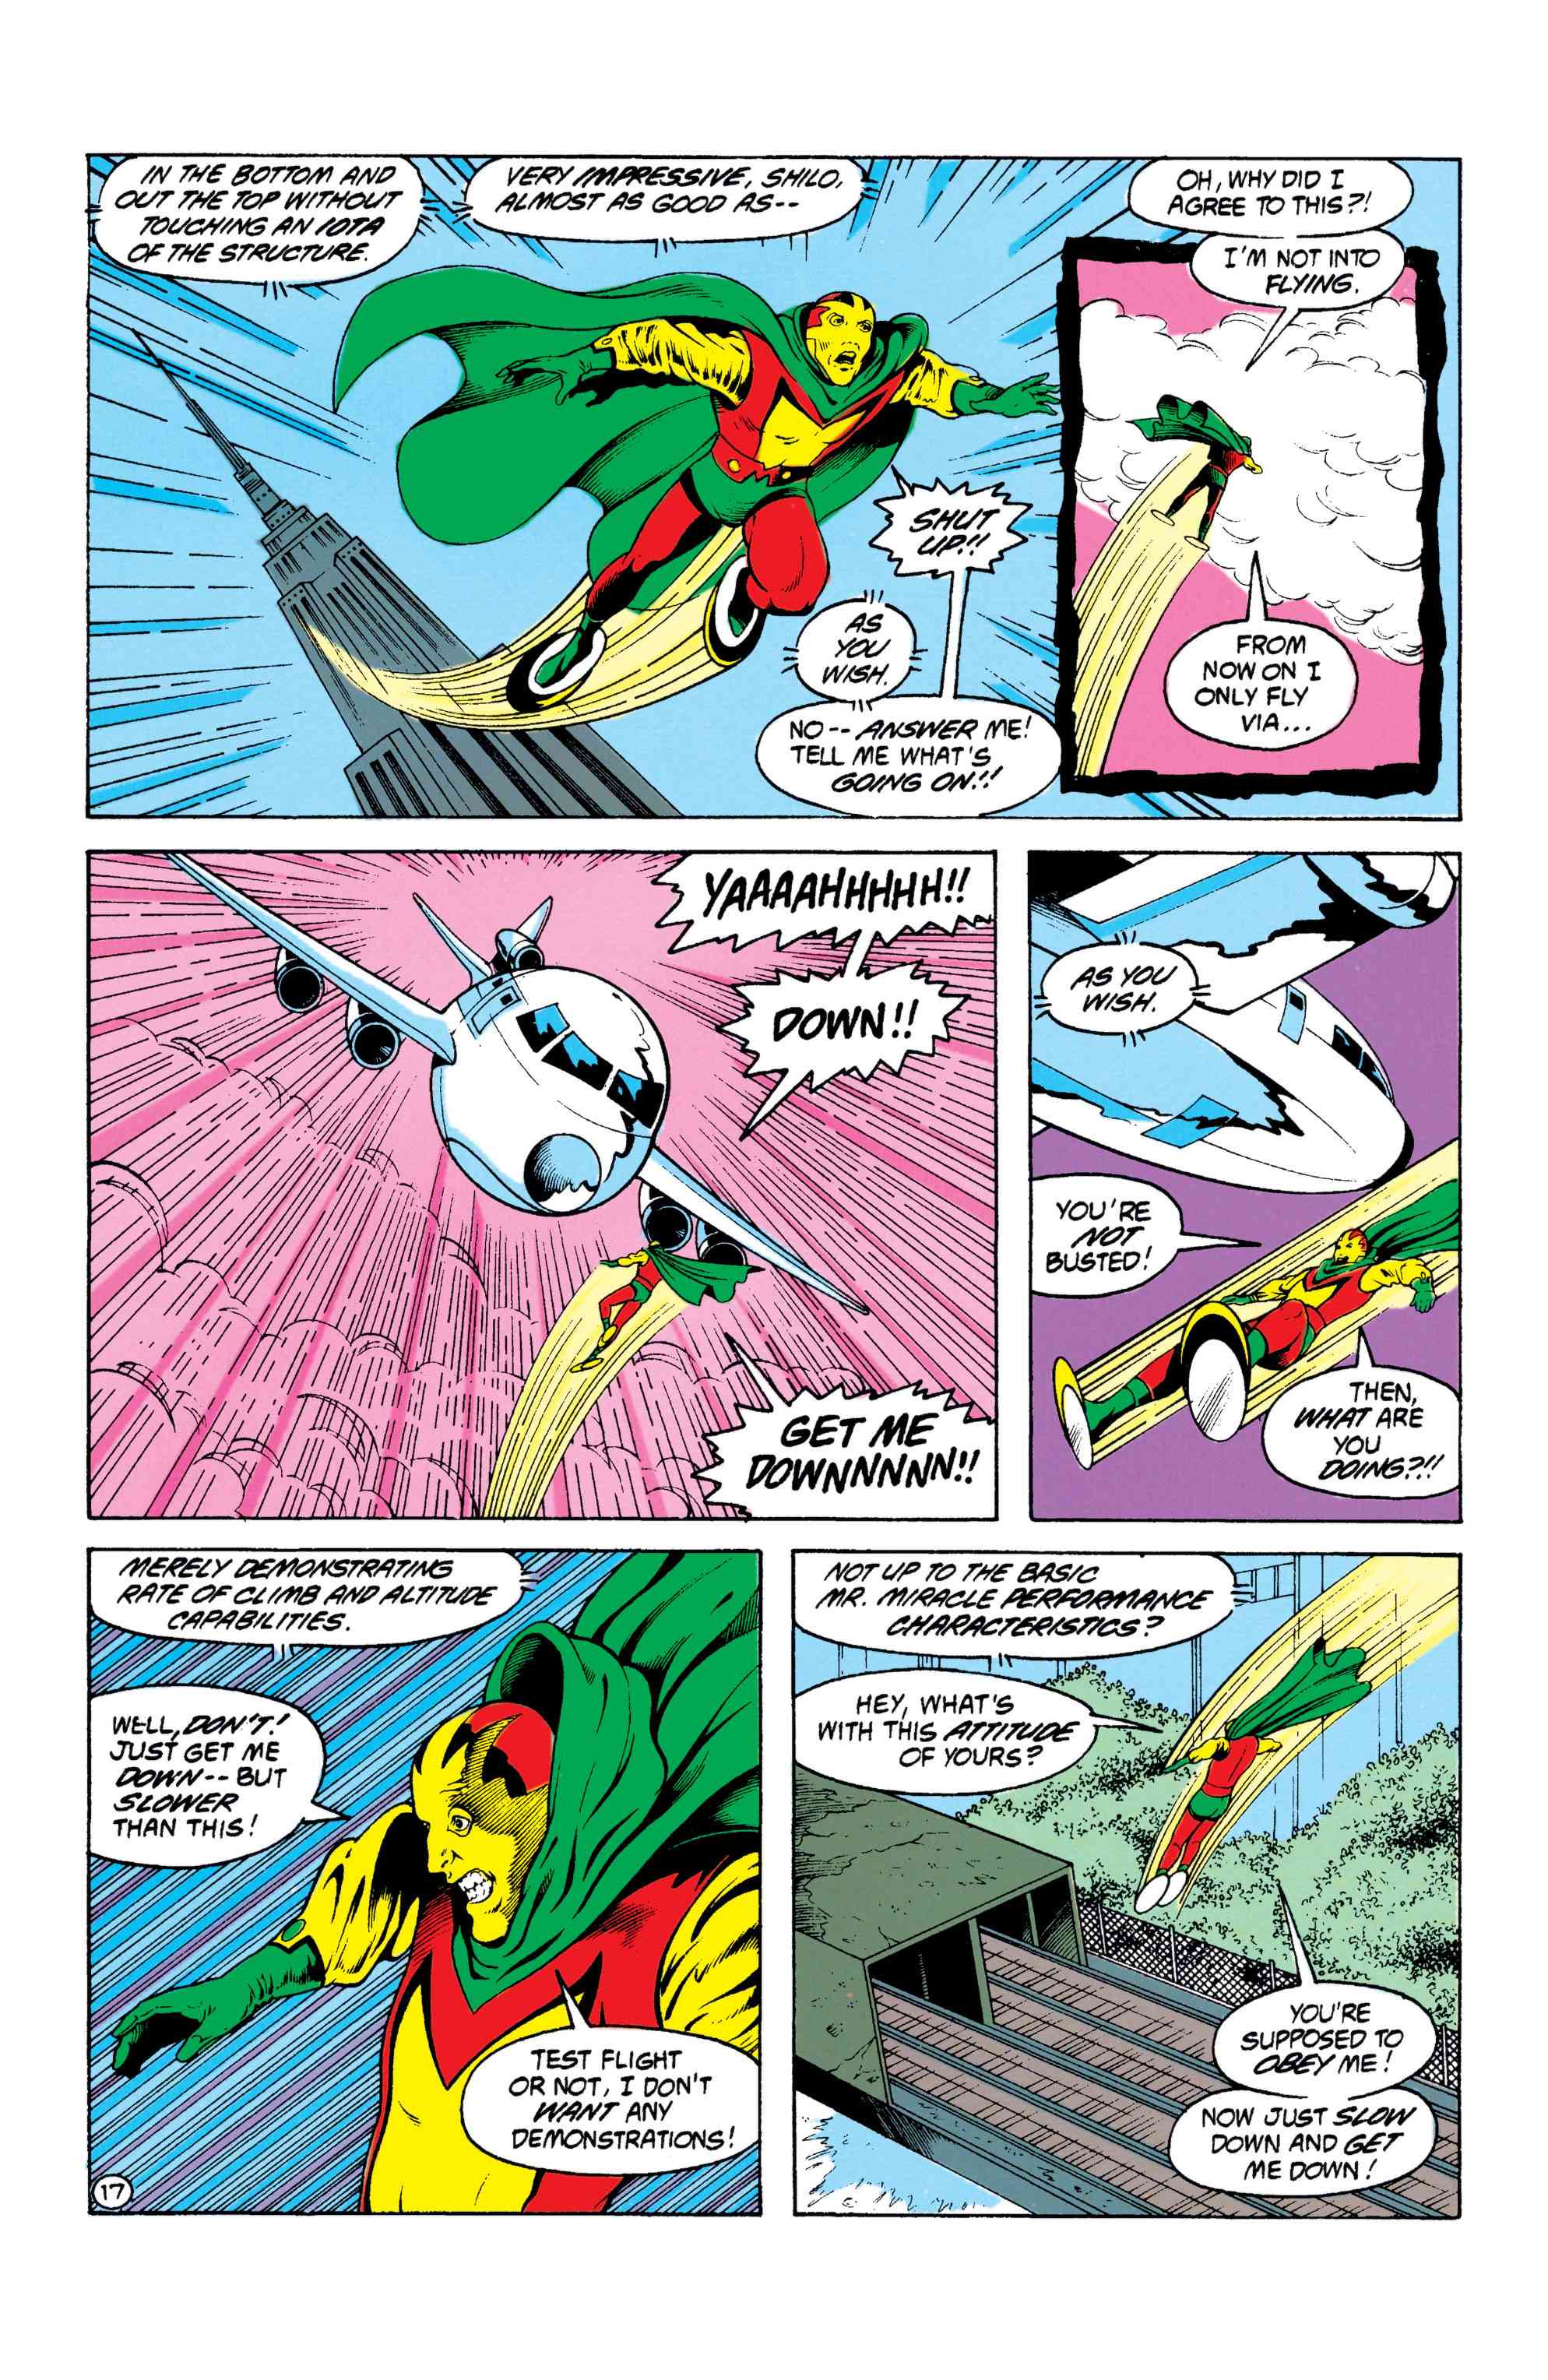 IN THE BOTTOM AND
OUT THE TOP WITHOUT
TOUCHING AN IOTA
OF THE STRUCTURE.
VERY IMPRESSIVE, SHILO,
ALMOST AS GOOD AS--
SHUT
UP!!
AS
YOU
WISH.
NO-- ANSWER ME!
TELL ME WHAT'S
GOING ON!!
OH, WHY DID I
AGREE TO THIS?!
I'M NOT INTO
FLYING.
FROM
NOW ON I
ONLY FLY
VIA...
YAAAAHHHHH!!
DOWN!!
GET ME
DOWNNNNN!!
AS YOU
WISH.
YOU'RE
NOT
BUSTED!
THEN,
WHAT ARE
YOU
DOING?!!
MERELY DEMONSTRATING
RATE OF CLIMB AND ALTITUDE
CAPABILITIES.
WELL, DON'T!
JUST GET ME
DOWN-- BUT
SLOWER
THAN THIS!
TEST FLIGHT
OR NOT, I DON'T
WANT ANY
DEMONSTRATIONS!
17
NOT UP TO THE BASIC
MR. MIRACLE PERFORMANCE
CHARACTERISTICS?
HEY, WHAT'S
WITH THIS ATTITUDE
OF YOURS?
YOU'RE
SUPPOSED TO
OBEY ME!
NOW JUST SLOW
DOWN AND GET
ME DOWN!